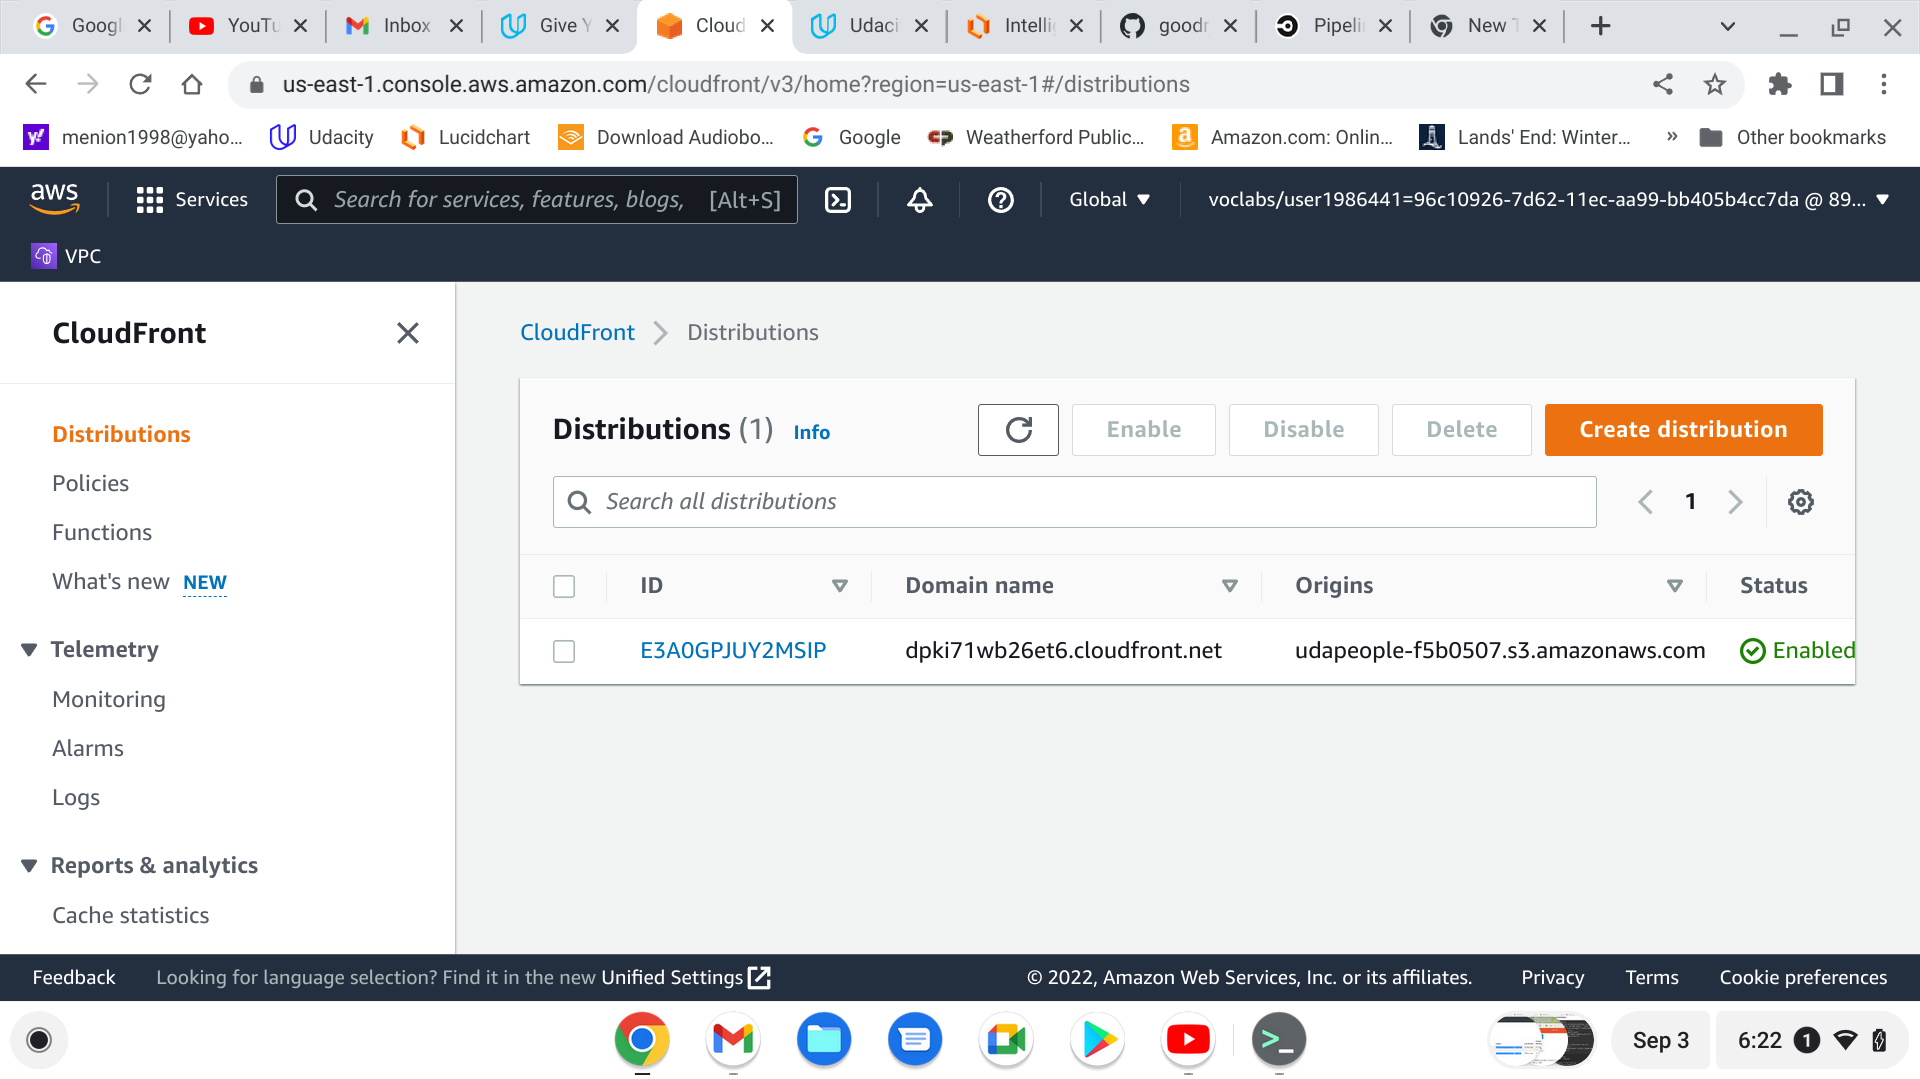 Googl
YouTu
Inbox
Give Y
Cloud
Udaci
Intelli
goodr
Pipelin
New T
us-east-1.console.aws.amazon.com/cloudfront/v3/home?region=us-east-1#/distributions
menion1998@yaho...
Udacity
Lucidchart
Download Audiobo...
Google
Weatherford Public...
Amazon.com: Onlin...
Lands' End: Winter...
»
Other bookmarks
aws
Services
Search for services, features, blogs, [Alt+S]
Global
voclabs/user1986441=96c10926-7d62-11ec-aa99-bb405b4cc7da @ 89...
VPC
CloudFront
Distributions
Policies
Functions
What's new NEW
Telemetry
Monitoring
Alarms
Logs
Reports & analytics
Cache statistics
CloudFront Distributions
Distributions (1) Info
Enable
Disable
Delete
Create distribution
Search all distributions
1
ID Domain name Origins Status
E3A0GPJUY2MSIP dpki71wb26et6.cloudfront.net udapeople-f5b0507.s3.amazonaws.com Enabled
Feedback
Looking for language selection? Find it in the new Unified Settings
© 2022, Amazon Web Services, Inc. or its affiliates.
Privacy
Terms
Cookie preferences
Sep 3
6:22
1